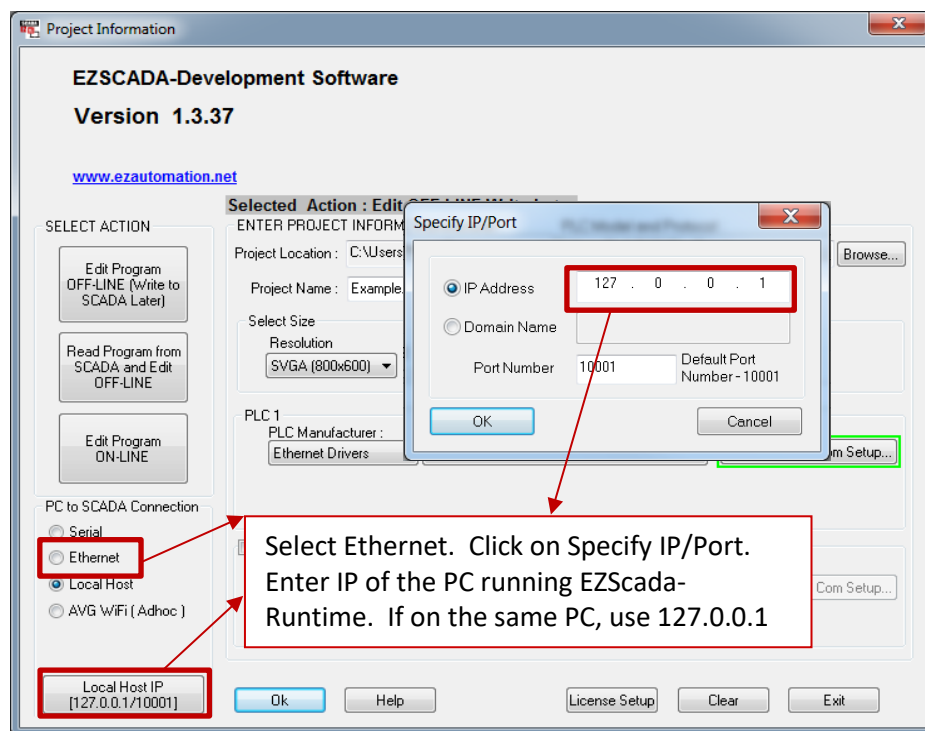 Project Information
EZSCADA-Development Software
Version 1.3.37
www.ezautomation.net
Selected Action : Edit
SELECT ACTION
Edit Program
OFF-LINE (Write to
SCADA Later)
Read Program from
SCADA and Edit
OFF-LINE
Edit Program
ON-LINE
PC to SCADA Connection
Serial
Ethernet
Local Host
AVG WiFi ( Adhoc )
Local Host IP
[127.0.0.1/10001]
ENTER PROJECT INFORM
Project Location : C:\Users
Browse...
Project Name : Example.
Select Size
Resolution
SVGA (800x600)
PLC 1
PLC Manufacturer :
Ethernet Drivers
om Setup...
Com Setup...
Specify IP/Port
IP Address 127 . 0 . 0 . 1
Domain Name
Port Number 10001 Default Port
Number - 10001
OK Cancel
Select Ethernet. Click on Specify IP/Port.
Enter IP of the PC running EZScada-
Runtime. If on the same PC, use 127.0.0.1
Ok Help License Setup Clear Exit